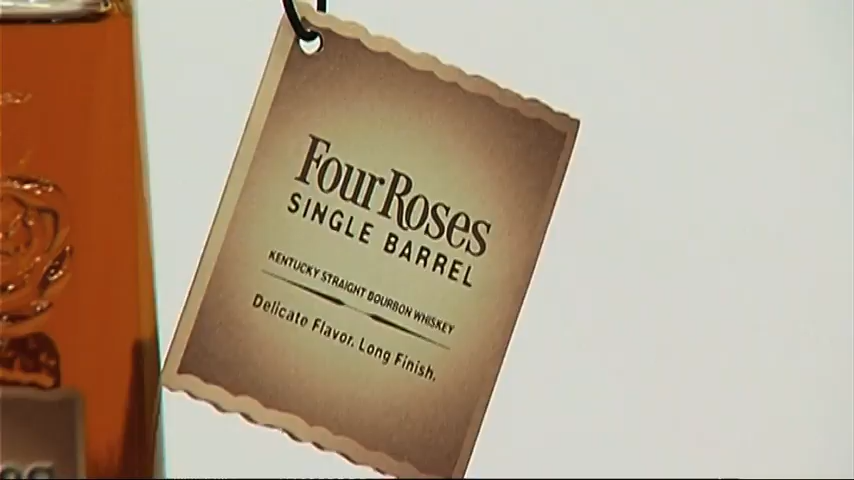 Four Roses
SINGLE BARREL
KENTUCKY STRAIGHT BOURBON WHISKEY
Delicate Flavor. Long Finish.